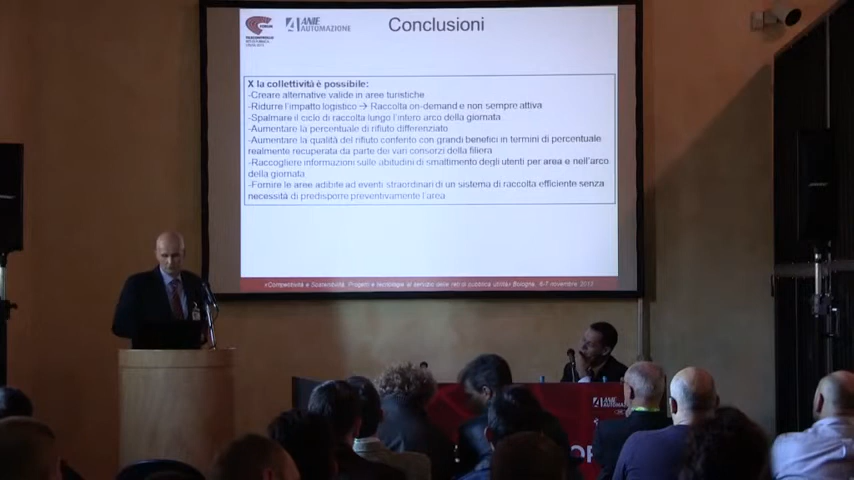 ANIE
AUTOMAZIONE
Conclusioni
X la collettività è possibile:
-Creare alternative valide in aree turistiche
-Ridurre l'impatto logistico → Raccolta on-demand e non sempre attiva
-Spalmare il ciclo di raccolta lungo l'intero arco della giornata
-Aumentare la percentuale di rifiuto differenziato
-Aumentare la qualità del rifiuto conferito con grandi benefici in termini di percentuale
realmente recuperata da parte dei vari consorzi della filiera
-Raccogliere informazioni sulle abitudini di smaltimento degli utenti per area e nell'arco
della giornata
-Fornire le aree adibite ad eventi straordinari di un sistema di raccolta efficiente senza
necessità di predisporre preventivamente l'area
«Competitività e Sostenibilità. Progetti e tecnologie al servizio delle reti di pubblica utilità» Bologna, 6-7 novembre 2013
ANIE
AUTOMAZIONE